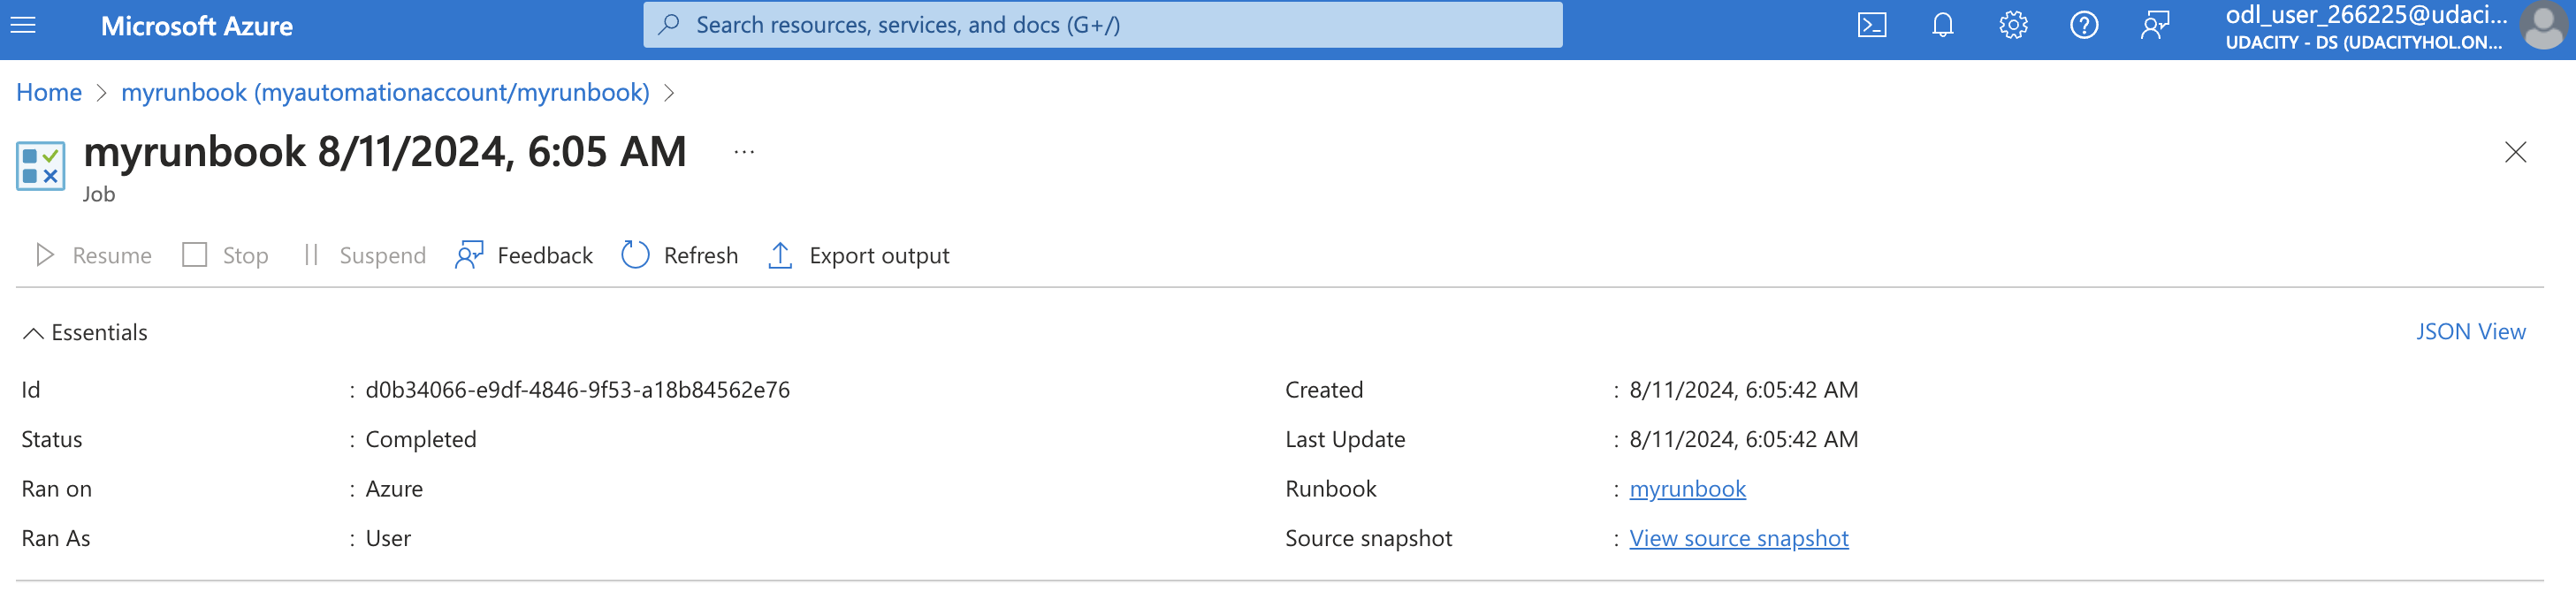 Microsoft Azure
Search resources, services, and docs (G+/)
odl_user_266225@udaci...
UDACITY - DS (UDACITYHOL.ON...
Home > myrunbook (myautomationaccount/myrunbook) >
myrunbook 8/11/2024, 6:05 AM ...
Job
Resume Stop Suspend Feedback Refresh Export output
Essentials JSON View
Id : d0b34066-e9df-4846-9f53-a18b84562e76 Created : 8/11/2024, 6:05:42 AM
Status : Completed Last Update : 8/11/2024, 6:05:42 AM
Ran on : Azure Runbook : myrunbook
Ran As : User Source snapshot : View source snapshot